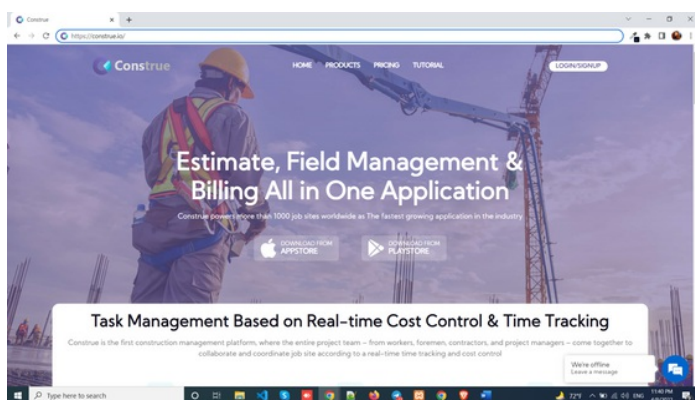 Construe
https://construe.io/
Construe
HOME PRODUCTS PRICING TUTORIAL
LOGIN/SIGNUP
Estimate, Field Management &
Billing All in One Application
Construe powers more than 1000 job sites worldwide as The fastest growing application in the industry
DOWNLOAD FROM
APPSTORE
DOWNLOAD FROM
PLAYSTORE
Task Management Based on Real-time Cost Control & Time Tracking
Construe is the first construction management platform, where the entire project team – from workers, foremen, contractors, and project managers – come together to
collaborate and coordinate job site according to a real-time time tracking and cost control
We're offline
Leave a message
Type here to search
72°F
ENG
11:40 PM